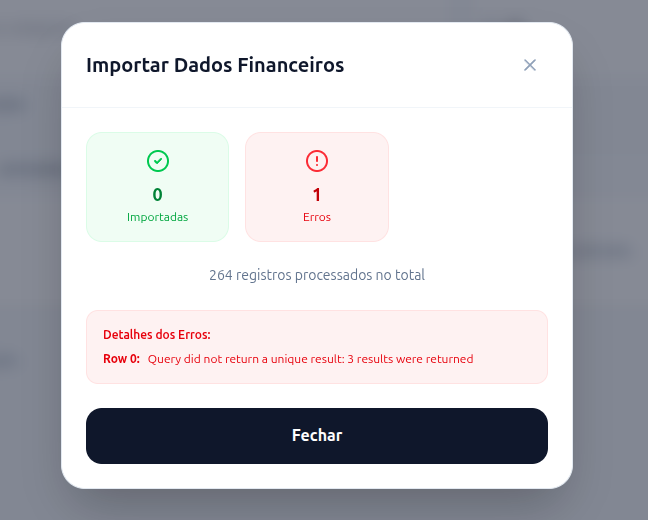 Importar Dados Financeiros
0
Importadas
1
Erros
264 registros processados no total
Detalhes dos Erros:
Row 0: Query did not return a unique result: 3 results were returned
Fechar